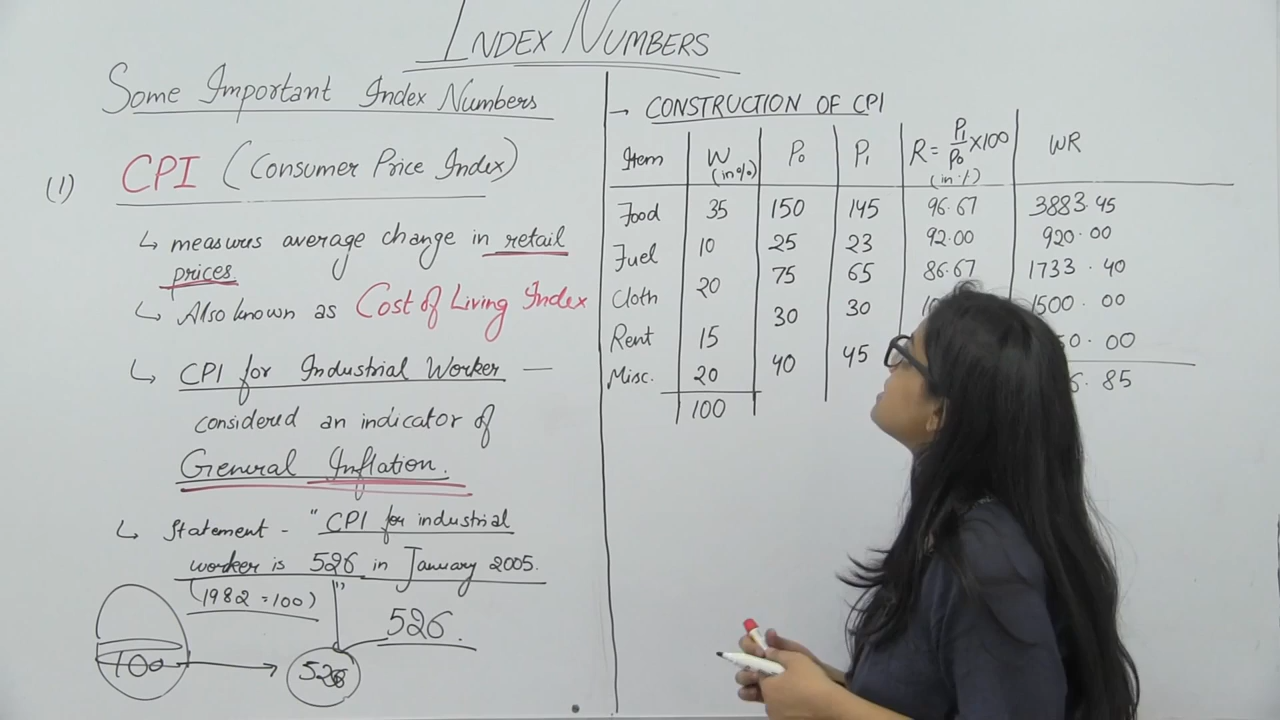 INDEX NUMBERS
Some Important Index Numbers
(1) CPI (Consumer Price Index)
↳ measures average change in retail
prices.
↳ Also known as Cost of Living Index
↳ CPI for Industrial Worker —
considered an indicator of
General Inflation.
↳ Statement - "CPI for industrial
worker is 526 in January 2005."
(1982=100)
526.
100 → 526
→ CONSTRUCTION OF CPI
Item W (in %) P₀ P₁ R = P₁/P₀ × 100 (in %) WR
Food 35 150 145 96.67 3883.45
Fuel 10 25 23 92.00 920.00
Cloth 20 75 65 86.67 1733.40
Rent 15 30 30 1500.00
Misc. 20 40 45
100